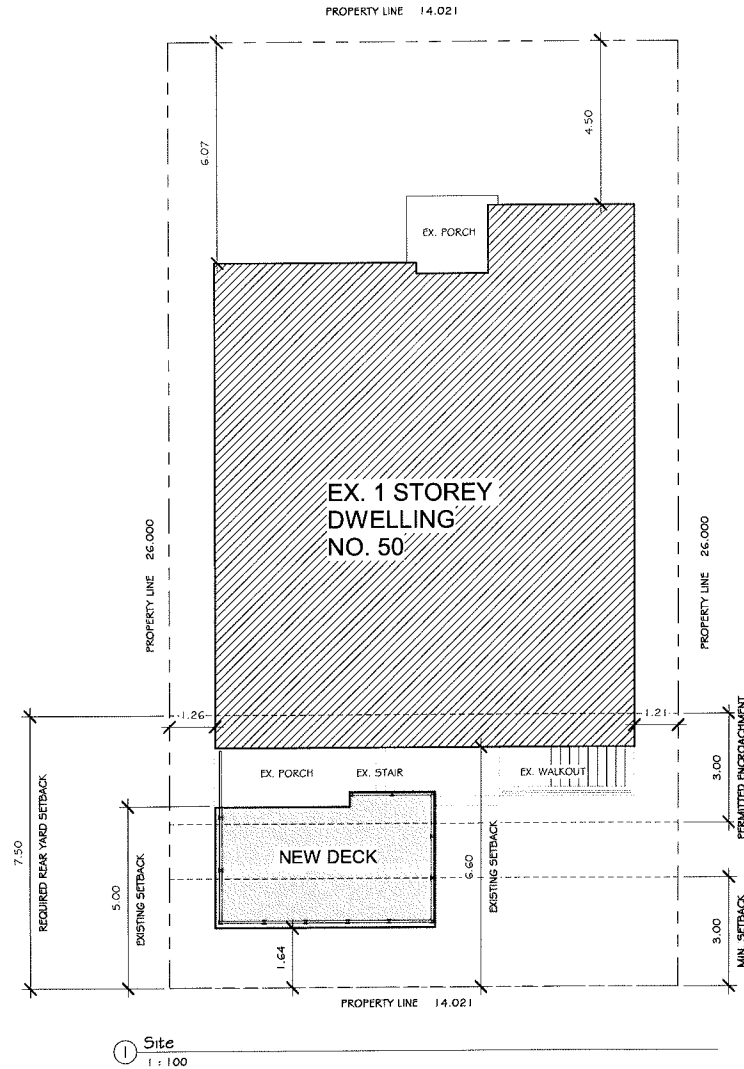 PROPERTY LINE 14.021
6.07
4.50
EX. PORCH
EX. 1 STOREY
DWELLING
NO. 50
PROPERTY LINE 26.000
PROPERTY LINE 26.000
1.26
1.21
7.50
REQUIRED REAR YARD SETBACK
5.00
EXISTING SETBACK
EX. PORCH
EX. STAIR
EX. WALKOUT
NEW DECK
6.60
EXISTING SETBACK
3.00
PERMITTED ENCROACHMENT
3.00
MIN. SETBACK
1.64
PROPERTY LINE 14.021
1 Site
1 : 100